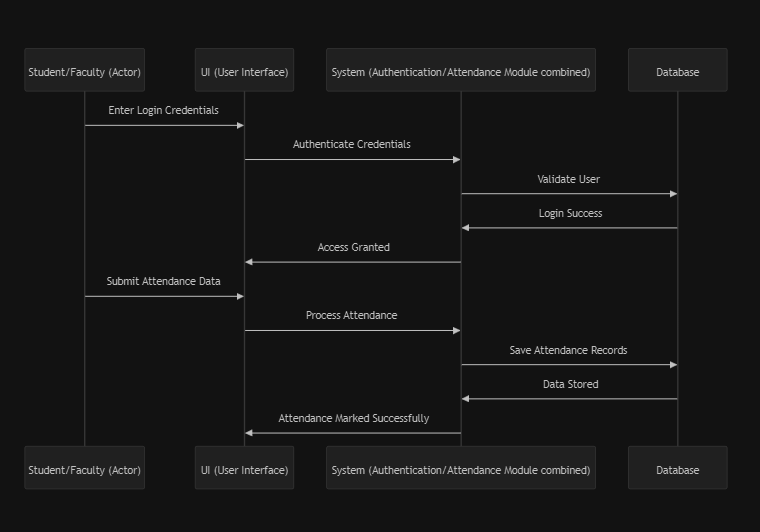 Student/Faculty (Actor)
UI (User Interface)
System (Authentication/Attendance Module combined)
Database
Enter Login Credentials
Authenticate Credentials
Validate User
Login Success
Access Granted
Submit Attendance Data
Process Attendance
Save Attendance Records
Data Stored
Attendance Marked Successfully
Student/Faculty (Actor)
UI (User Interface)
System (Authentication/Attendance Module combined)
Database